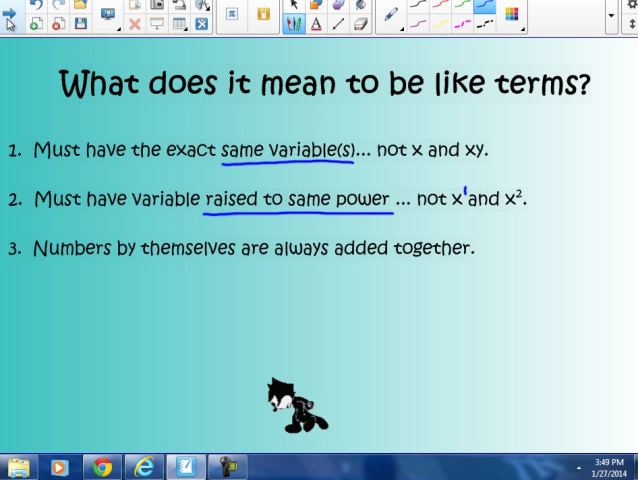 What does it mean to be like terms?
1. Must have the exact same variable(s)... not x and xy.
2. Must have variable raised to same power ... not x¹ and x².
3. Numbers by themselves are always added together.
3:49 PM
1/27/2014